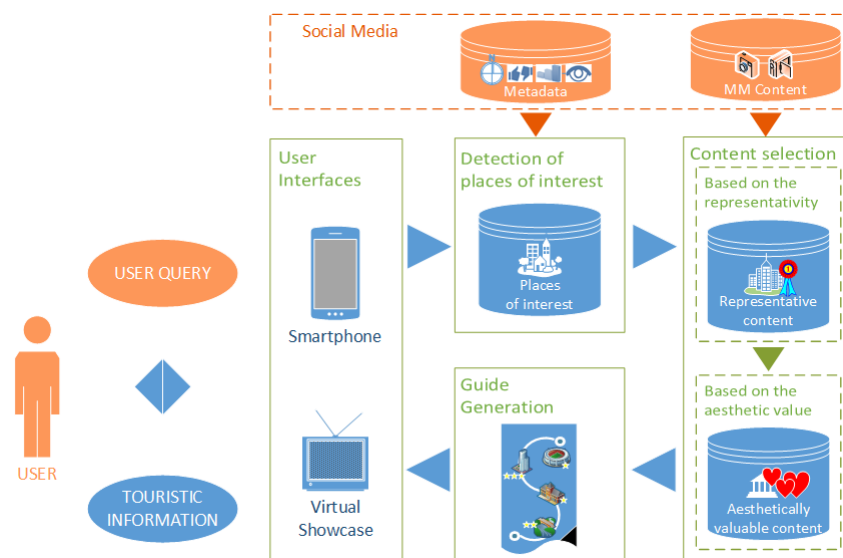 Social Media
Metadata
MM Content
User
Interfaces
Smartphone
Virtual
Showcase
Detection of
places of interest
Places
of interest
Content selection
Based on the
representativity
Representative
content
Based on the
aesthetic value
Aesthetically
valuable content
Guide
Generation
USER QUERY
USER
TOURISTIC
INFORMATION